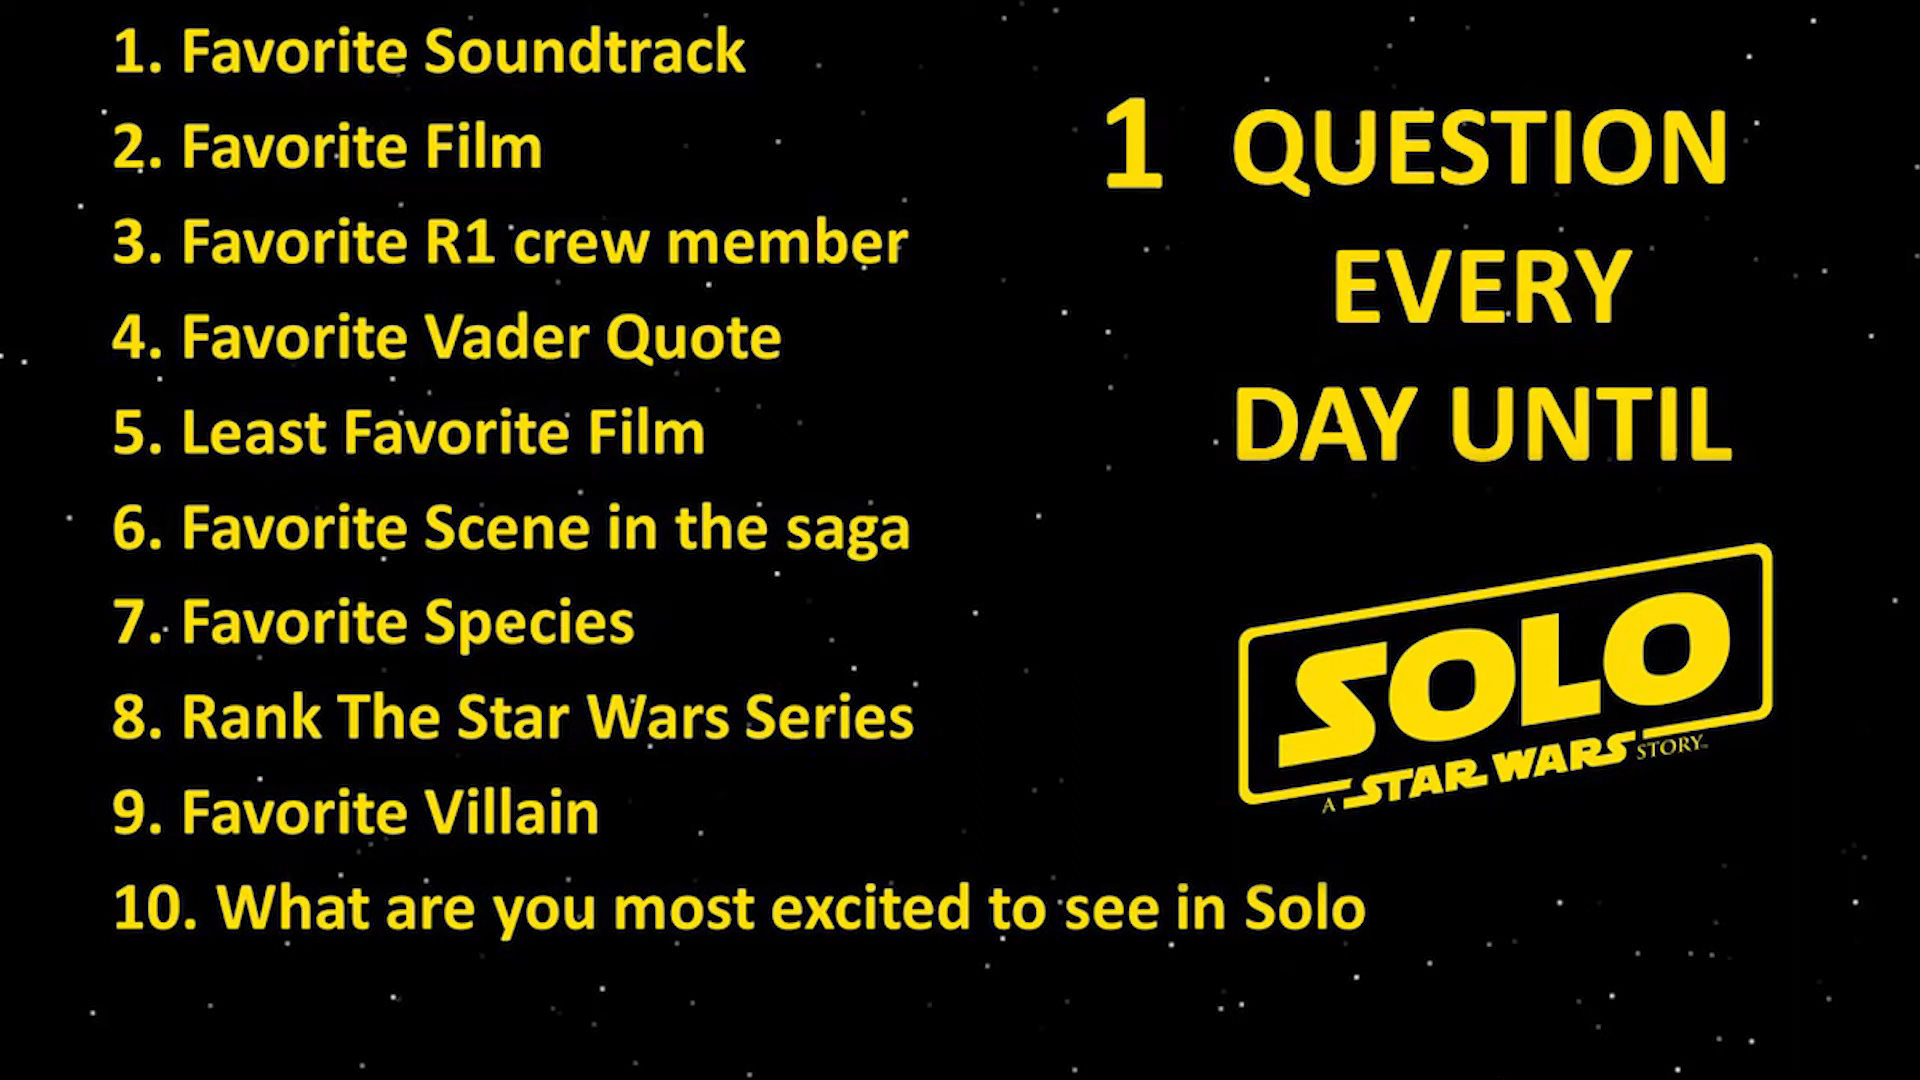 1. Favorite Soundtrack
2. Favorite Film
3. Favorite R1 crew member
4. Favorite Vader Quote
5. Least Favorite Film
6. Favorite Scene in the saga
7. Favorite Species
8. Rank The Star Wars Series
9. Favorite Villain
10. What are you most excited to see in Solo
1 QUESTION
EVERY
DAY UNTIL
SOLO
A STAR WARS STORY™